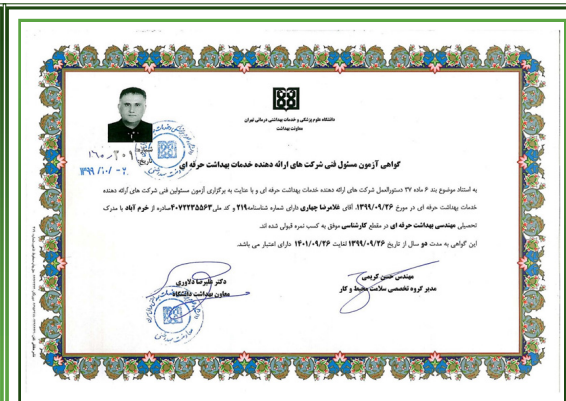 دانشگاه علوم پزشکی و خدمات بهداشتی درمانی تهران
معاونت بهداشت
۱۳۹۹/۱۰/۰۲
گواهی آزمون مسئول فنی شرکت های ارائه دهنده خدمات بهداشت حرفه ای
به استناد موضوع بند ۶ ماده ۲۷ دستورالعمل شرکت های ارائه دهنده خدمات بهداشت حرفه ای و با عنایت به برگزاری آزمون مسئولین فنی شرکت های ارائه دهنده
خدمات بهداشت حرفه ای در مورخ ۱۳۹۹/۰۹/۲۶، آقای غلامرضا چهاری دارای شماره شناسنامه ۲۱۹ و کد ملی ۴۰۷۲۲۳۵۵۶۳ صادره از خرم آباد با مدرک
تحصیلی مهندسی بهداشت حرفه ای در مقطع کارشناسی موفق به کسب نمره قبولی شده اند.
این گواهی به مدت دو سال از تاریخ ۱۳۹۹/۰۹/۲۶ لغایت ۱۴۰۱/۰۹/۲۶ دارای اعتبار می باشد.
مهندس حسن کریمی
مدیر گروه تخصصی سلامت محیط و کار
دکتر علیرضا دلاوری
معاون بهداشت دانشگاه